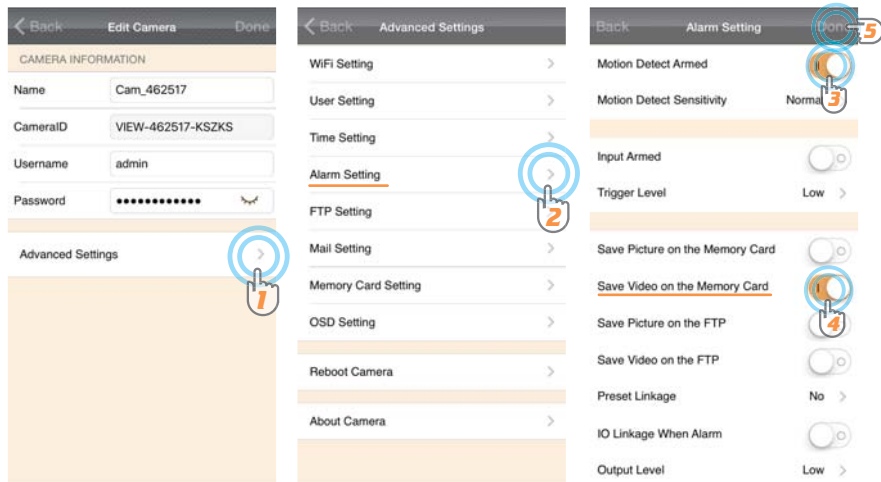 Back Edit Camera Done
CAMERA INFORMATION
Name Cam_462517
CameraID VIEW-462517-KSZKS
Username admin
Password ••••••••••••
Advanced Settings
1
Back Advanced Settings
WiFi Setting
User Setting
Time Setting
Alarm Setting
2
FTP Setting
Mail Setting
Memory Card Setting
OSD Setting
Reboot Camera
About Camera
Back Alarm Setting Done
5
Motion Detect Armed
3
Motion Detect Sensitivity
Input Armed
Trigger Level Low
Save Picture on the Memory Card
Save Video on the Memory Card
4
Save Picture on the FTP
Save Video on the FTP
Preset Linkage No
IO Linkage When Alarm
Output Level Low